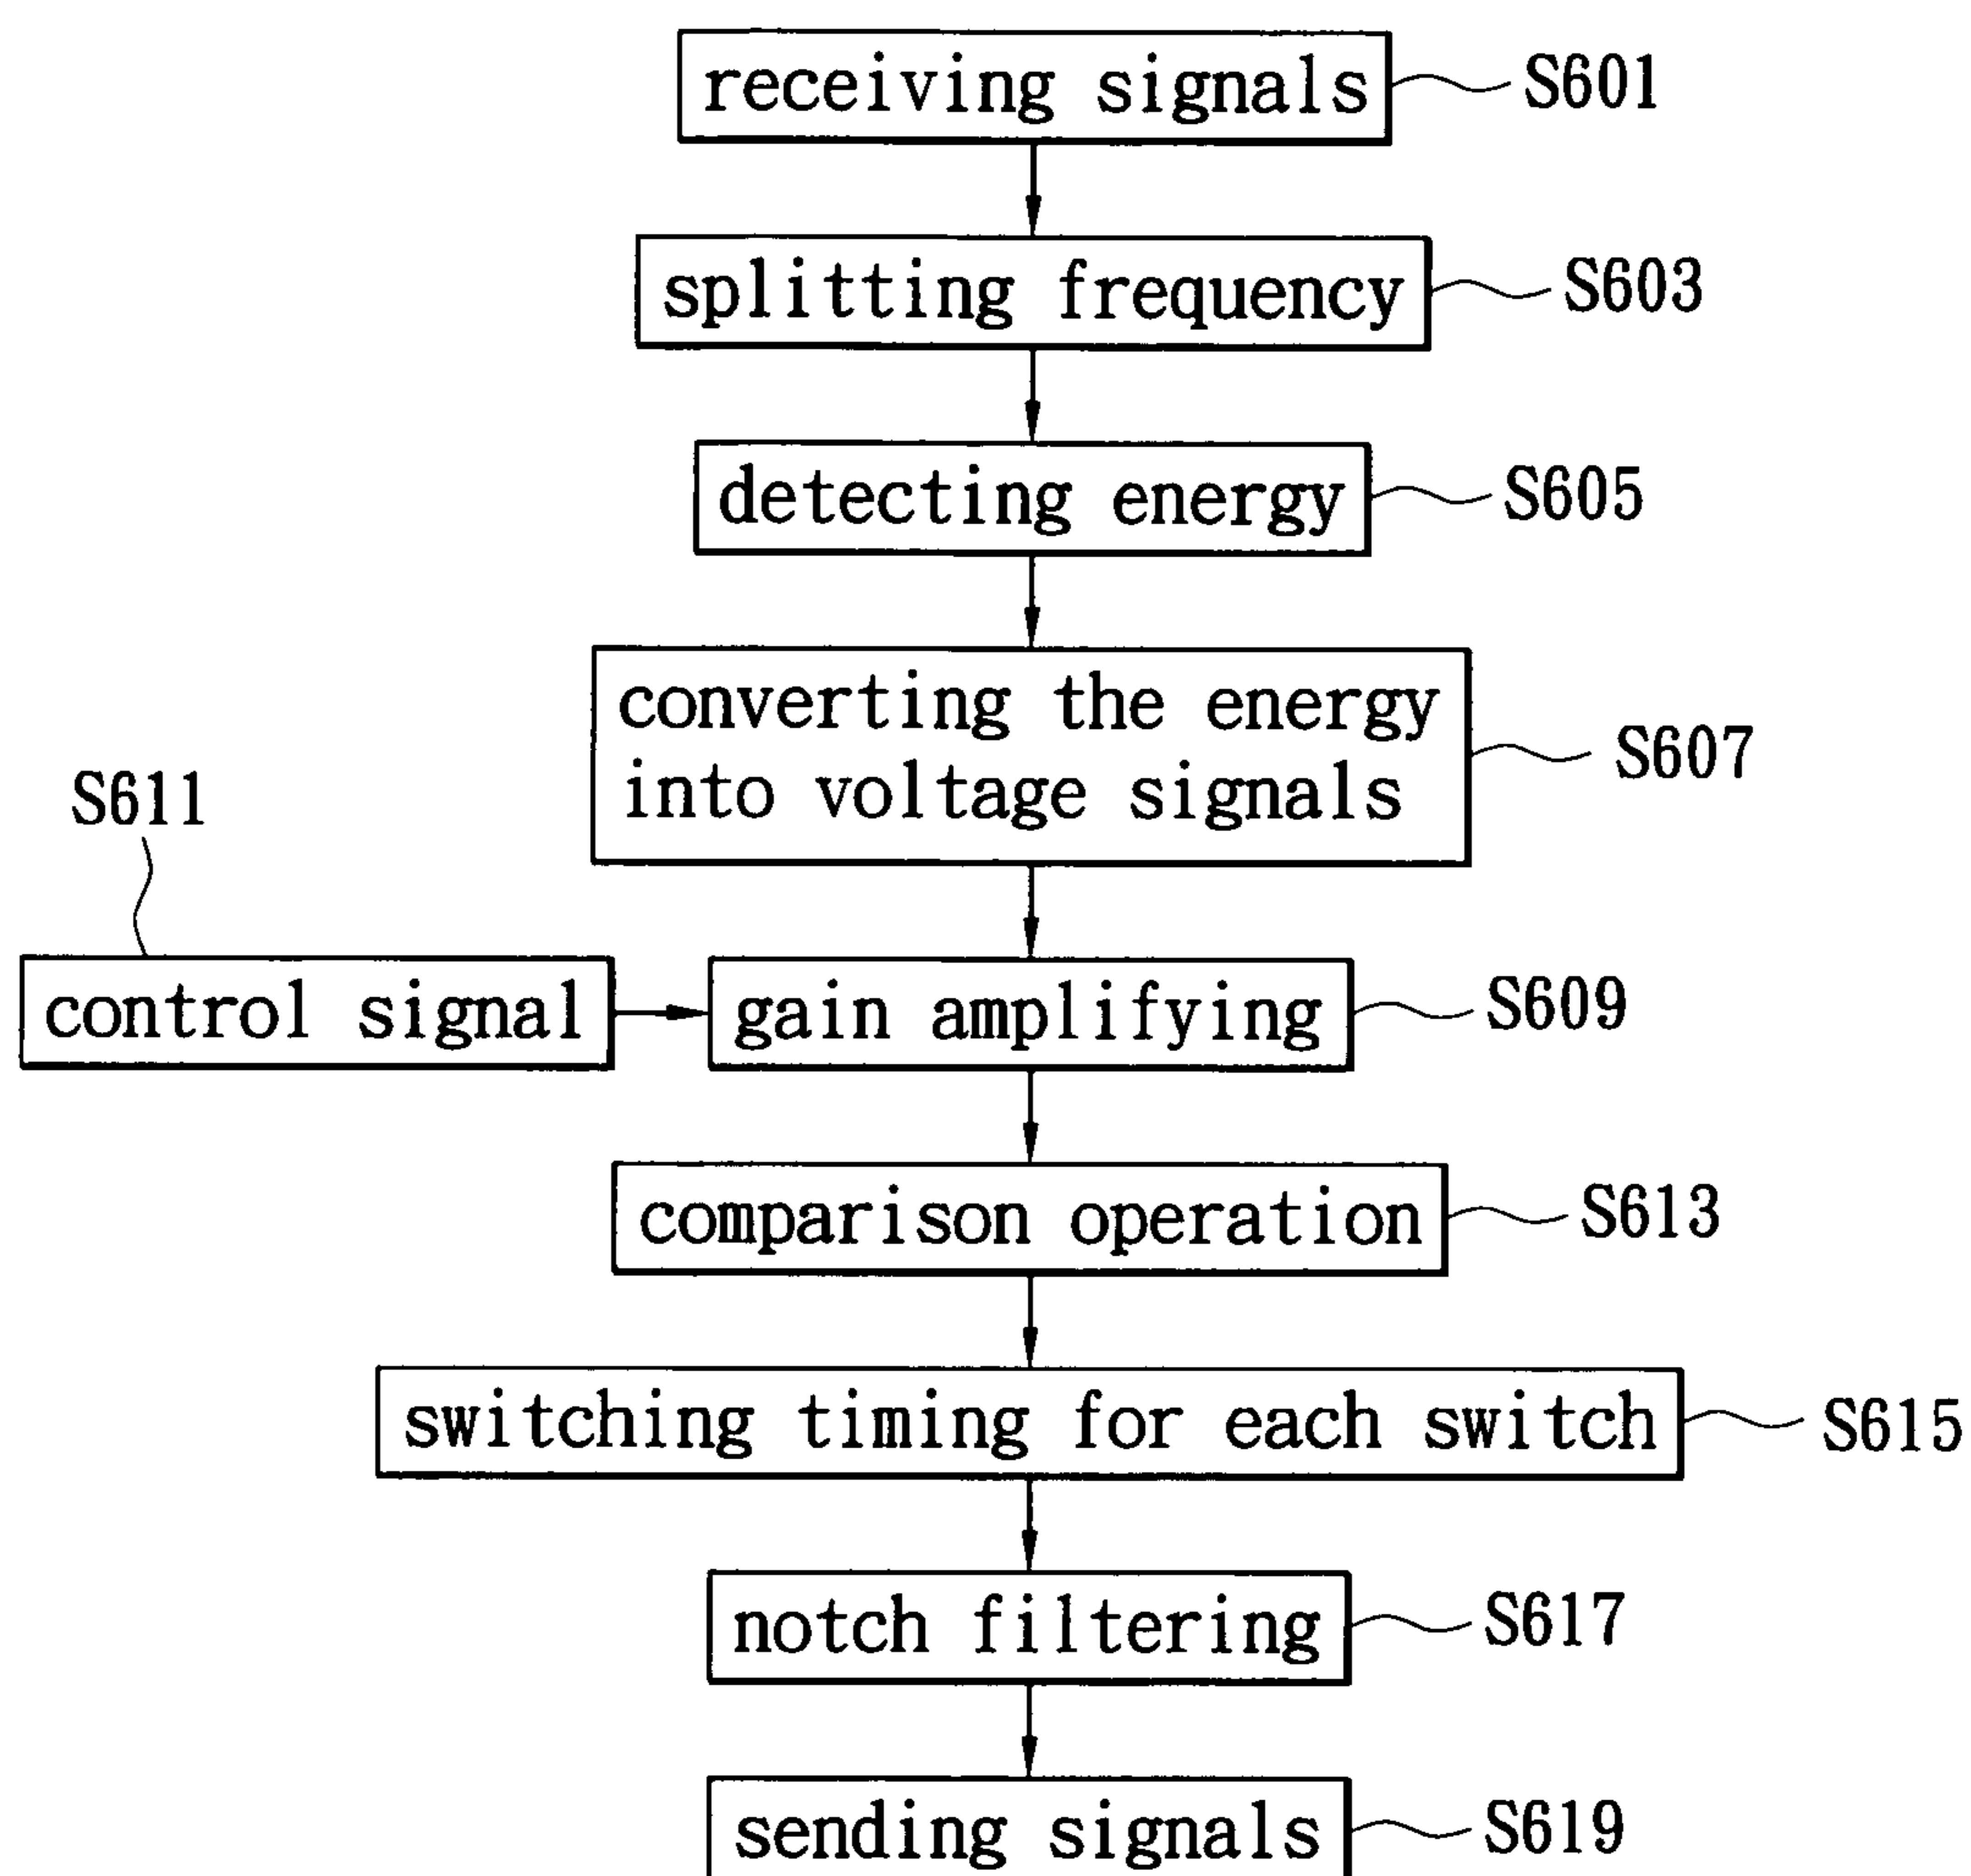 receiving signals S601
splitting frequency S603
detecting energy S605
converting the energy
into voltage signals
S607
S611
control signal
gain amplifying S609
comparison operation S613
switching timing for each switch S615
notch filtering S617
sending signals S619